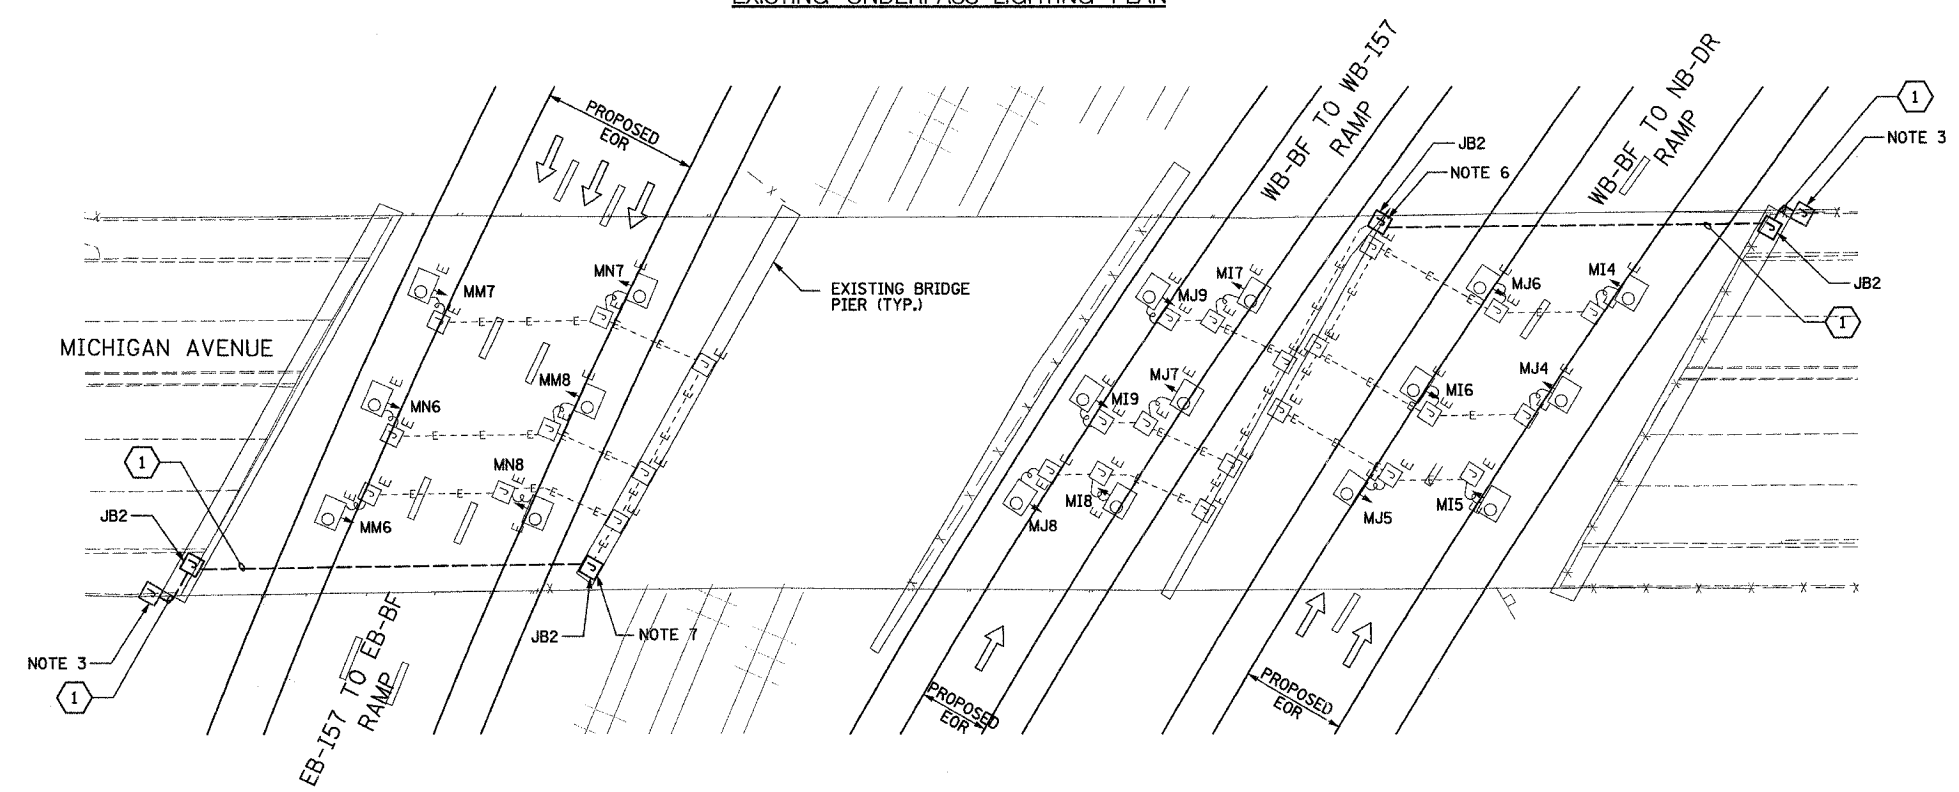 EXISTING UNDERPASS LIGHTING PLAN
PROPOSED
EOR
WB-BF TO WB-I57
RAMP
WB-BF TO NB-DR
RAMP
1
NOTE 3
JB2
NOTE 6
JB2
1
MM7
MN7
MI7
MJ9
MJ6
MI4
EXISTING BRIDGE
PIER (TYP.)
MICHIGAN AVENUE
MN6
MM8
MI9
MJ7
MI6
MJ4
1
JB2
MM6
MN8
MJ8
MI8
MJ5
MI5
NOTE 3
1
JB2
NOTE 7
EB-I57 TO EB-BF
RAMP
PROPOSED
EOR
PROPOSED
EOR